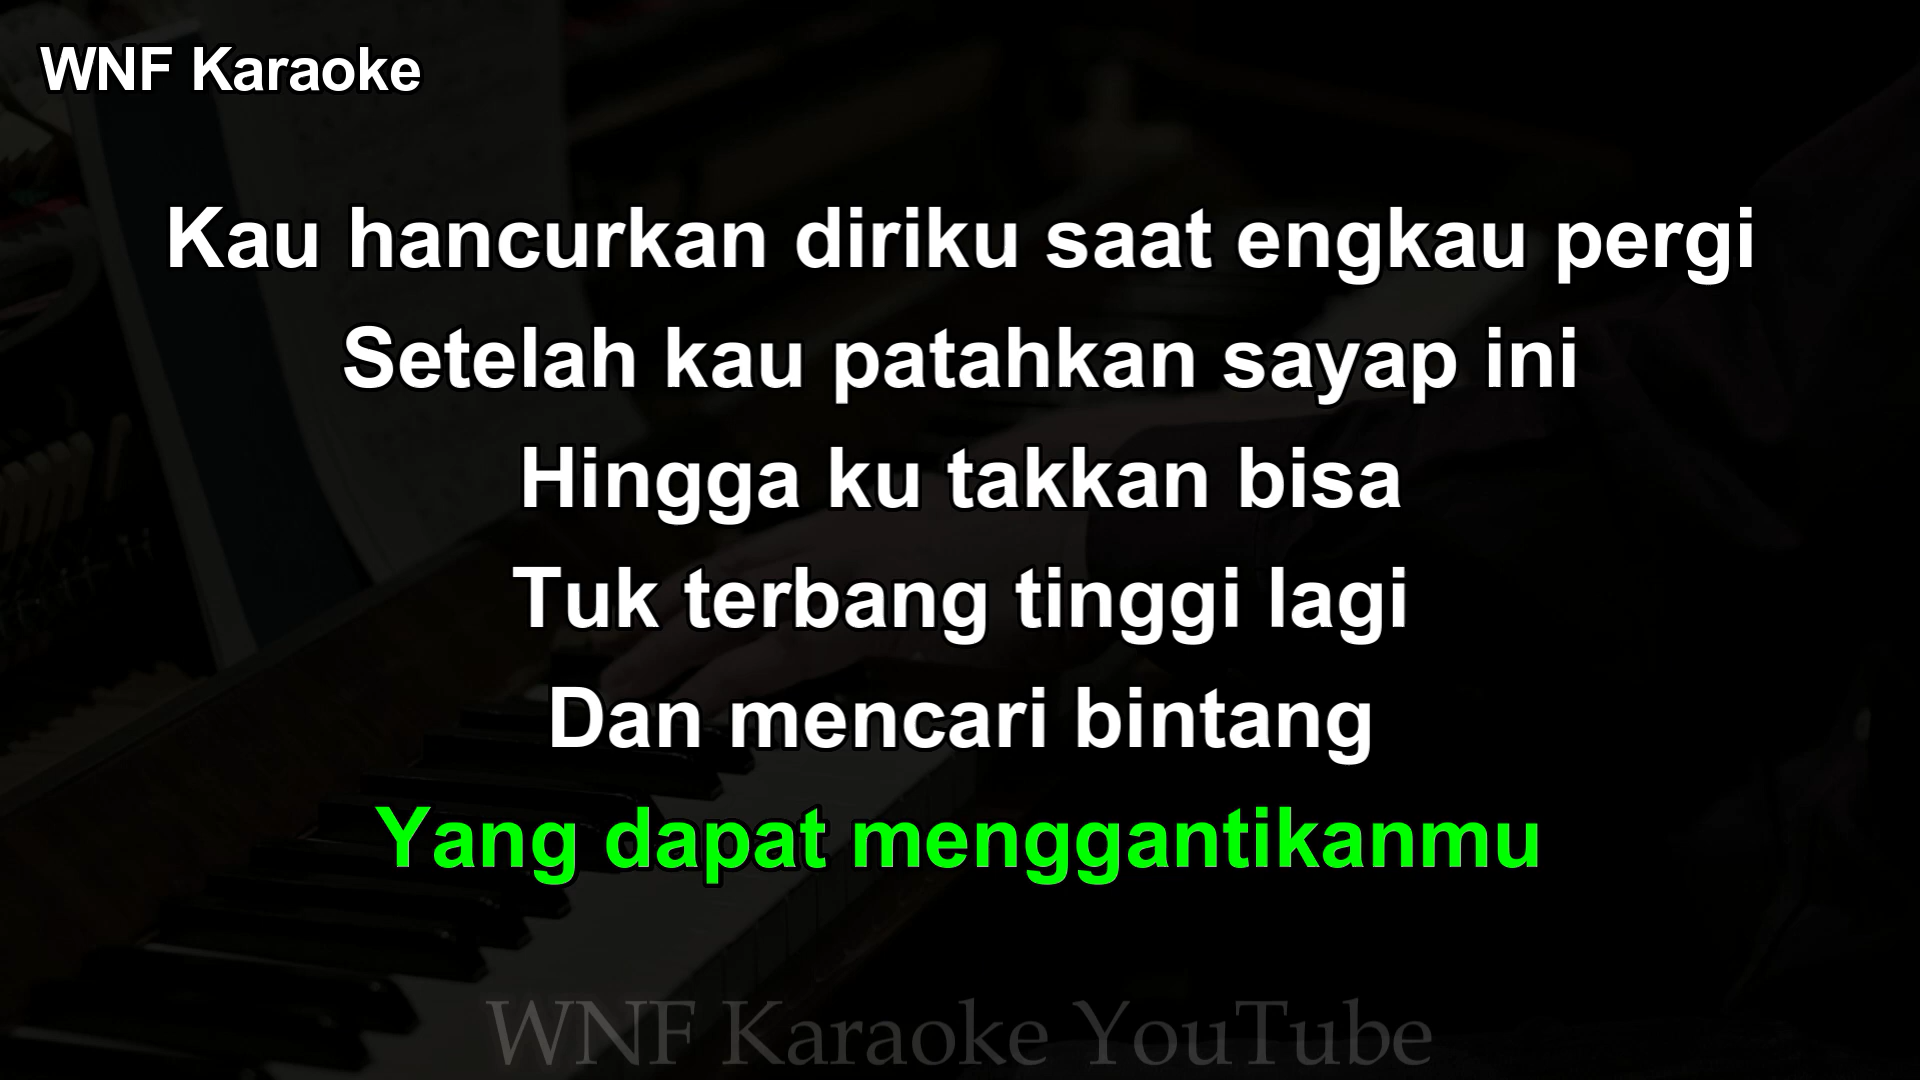 WNF Karaoke
Kau hancurkan diriku saat engkau pergi
Setelah kau patahkan sayap ini
Hingga ku takkan bisa
Tuk terbang tinggi lagi
Dan mencari bintang
Yang dapat menggantikanmu
WNF Karaoke YouTube